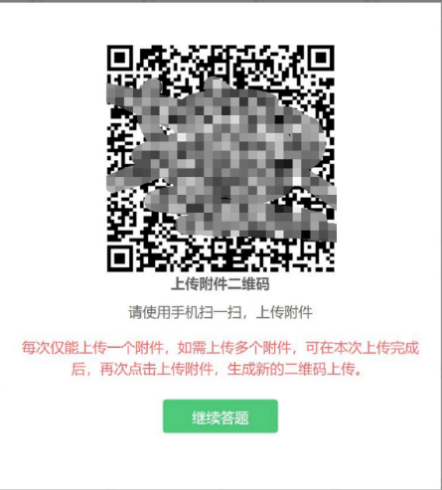 上传附件二维码
请使用手机扫一扫，上传附件
每次仅能上传一个附件，如需上传多个附件，可在本次上传完成
后，再次点击上传附件，生成新的二维码上传。
继续答题